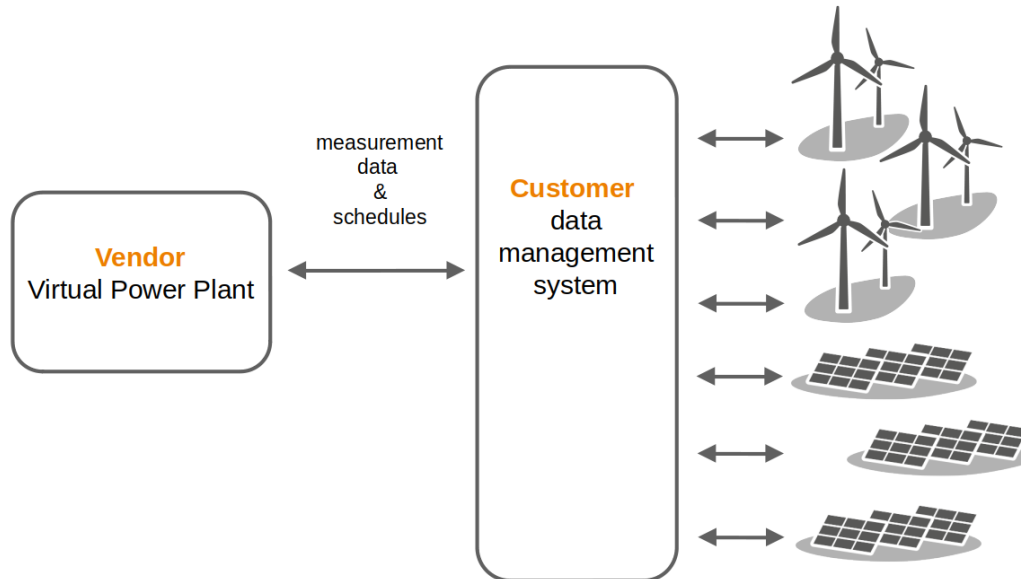 measurement
data
&
schedules
Vendor
Virtual Power Plant
Customer
data
management
system